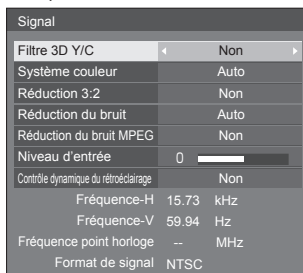 Signal
Filtre 3D Y/C Non
Système couleur Auto
Réduction 3:2 Non
Réduction du bruit Auto
Réduction du bruit MPEG Non
Niveau d'entrée 0
Contrôle dynamique du rétroéclairage Non
Fréquence-H 15.73 kHz
Fréquence-V 59.94 Hz
Fréquence point horloge -- MHz
Format de signal NTSC